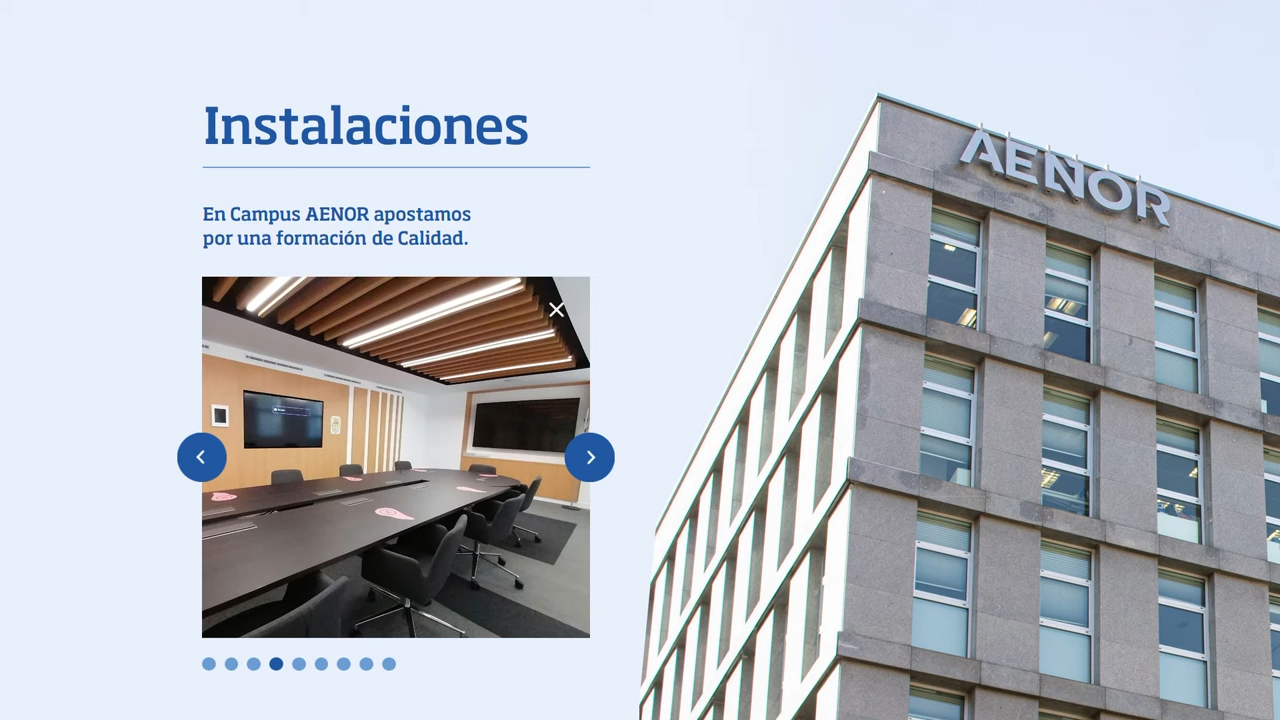 Instalaciones
En Campus AENOR apostamos
por una formación de Calidad.
AENOR